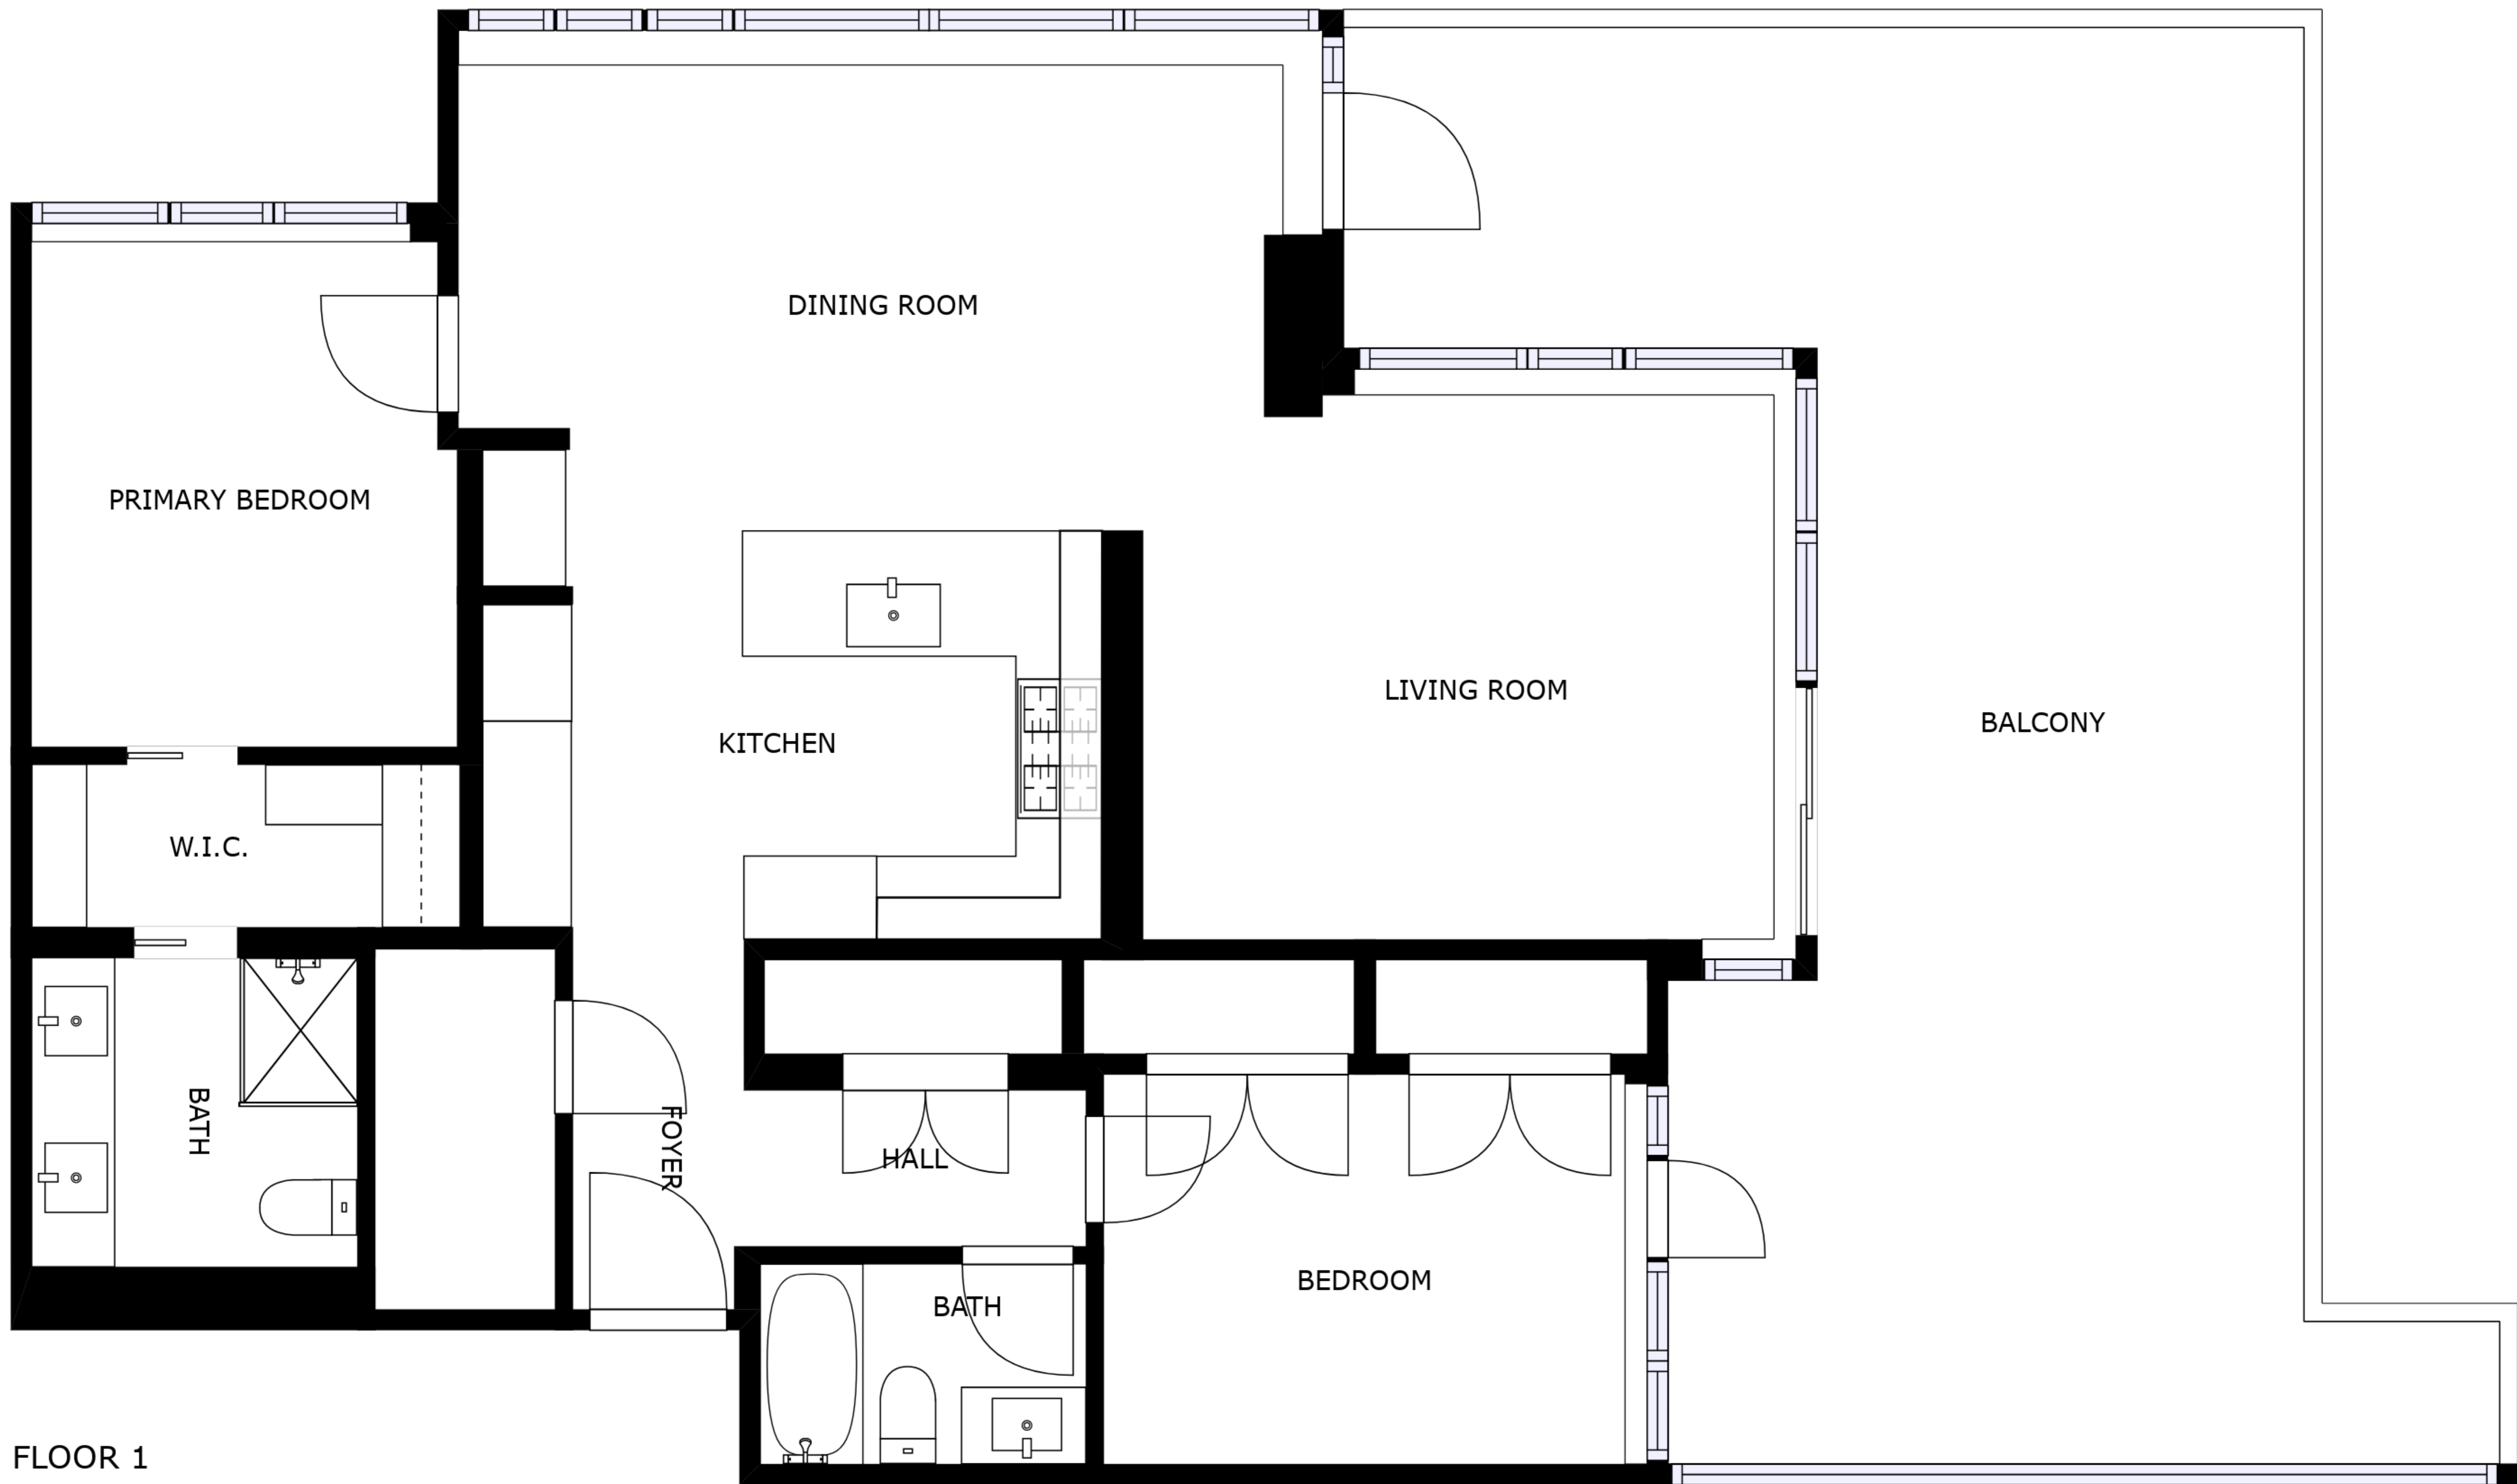 DINING ROOM
PRIMARY BEDROOM
LIVING ROOM
BALCONY
KITCHEN
W.I.C.
BATH
FOYER
HALL
BEDROOM
BATH
FLOOR 1